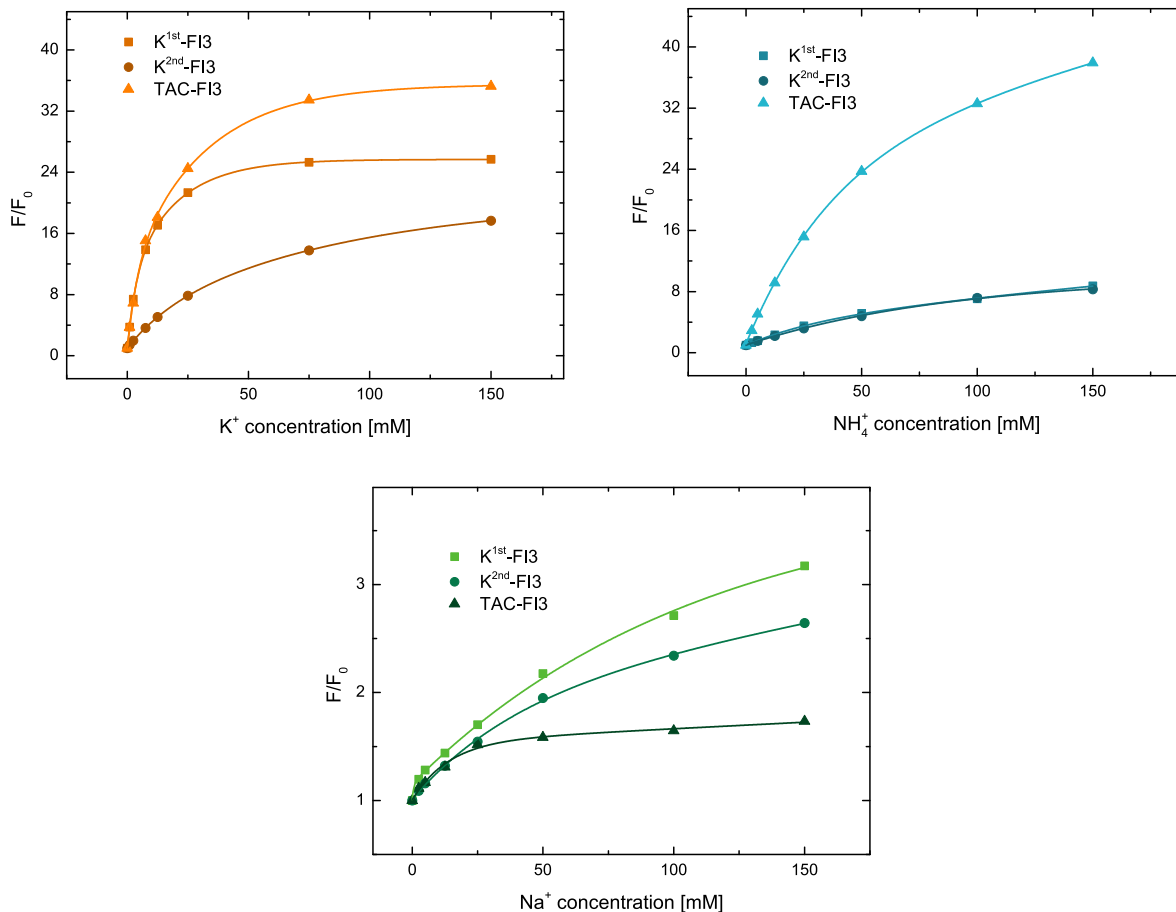 40
32
24
16
8
0
F/F0
K1st-FI3
K2nd-FI3
TAC-FI3
0
50
100
150
K+ concentration [mM]
40
32
24
16
8
0
F/F0
K1st-FI3
K2nd-FI3
TAC-FI3
0
50
100
150
NH4+ concentration [mM]
3
2
1
F/F0
K1st-FI3
K2nd-FI3
TAC-FI3
0
50
100
150
Na+ concentration [mM]